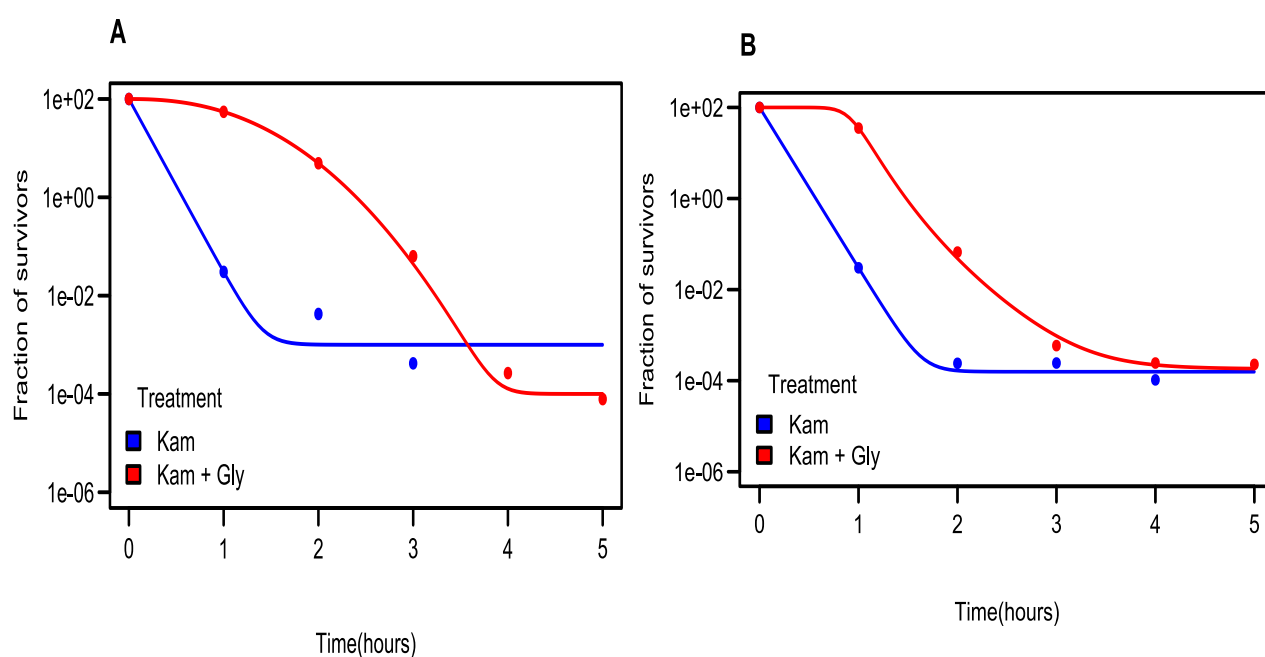 A
Fraction of survivors
1e+02
1e+00
1e-02
1e-04
1e-06
Treatment
Kam
Kam + Gly
0 1 2 3 4 5
Time(hours)
B
Fraction of survivors
1e+02
1e+00
1e-02
1e-04
1e-06
Treatment
Kam
Kam + Gly
0 1 2 3 4 5
Time(hours)